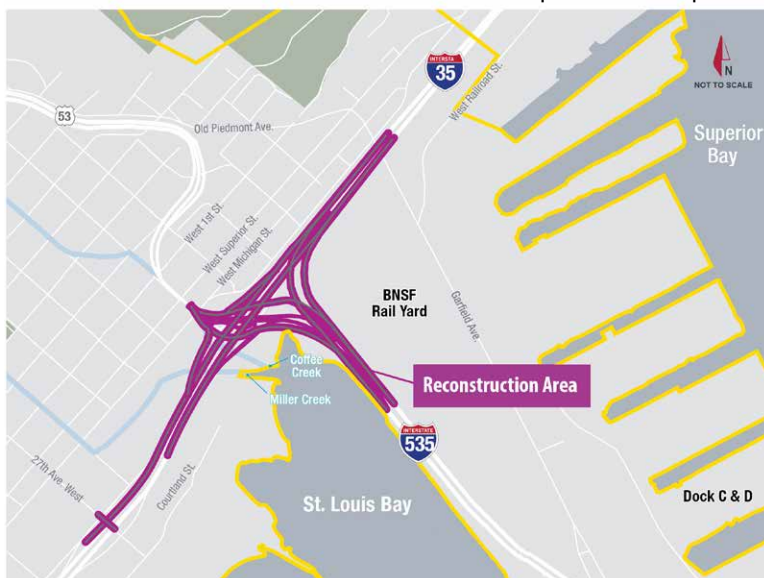 INTERSTA
35
N
NOT TO SCALE
West Railroad St.
53
Old Piedmont Ave.
Superior
Bay
West 1st St.
West Superior St.
West Michigan St.
BNSF
Rail Yard
Garfield Ave.
Coffee
Creek
Reconstruction Area
Miller Creek
INTERSTATE
535
27th Ave. West
Courtland St.
St. Louis Bay
Dock C & D